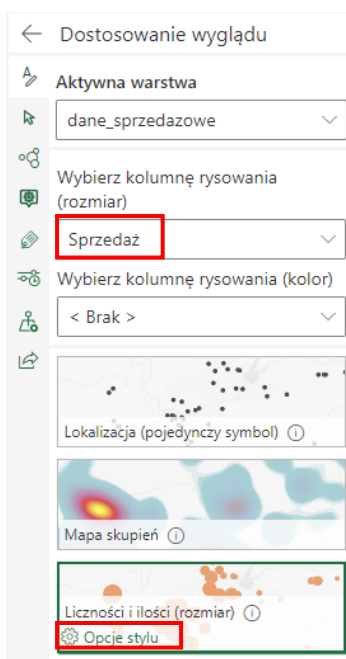 Dostosowanie wyglądu
Aktywna warstwa
dane_sprzedazowe
Wybierz kolumnę rysowania
(rozmiar)
Sprzedaż
Wybierz kolumnę rysowania (kolor)
< Brak >
Lokalizacja (pojedynczy symbol)
Mapa skupień
Liczności i ilości (rozmiar)
Opcje stylu